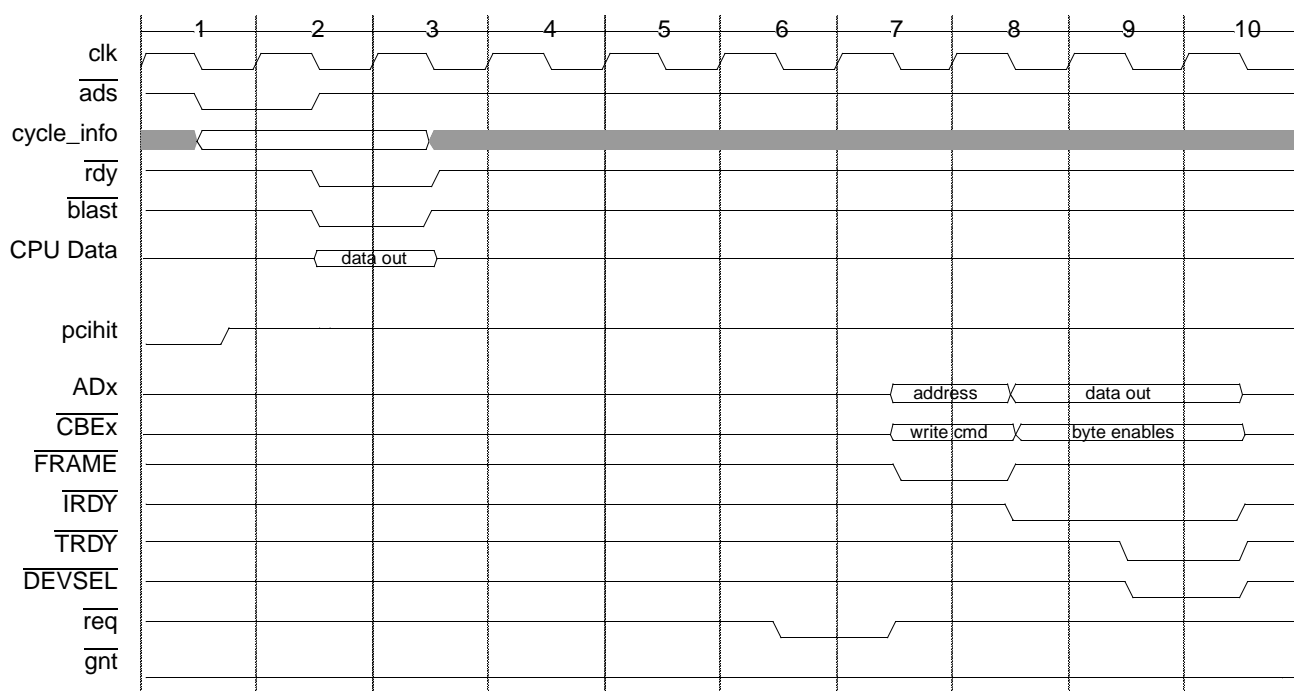 1 2 3 4 5 6 7 8 9 10
clk
ads
cycle_info
rdy
blast
CPU Data data out
pcihit
ADx address data out
CBEx write cmd byte enables
FRAME
IRDY
TRDY
DEVSEL
req
gnt